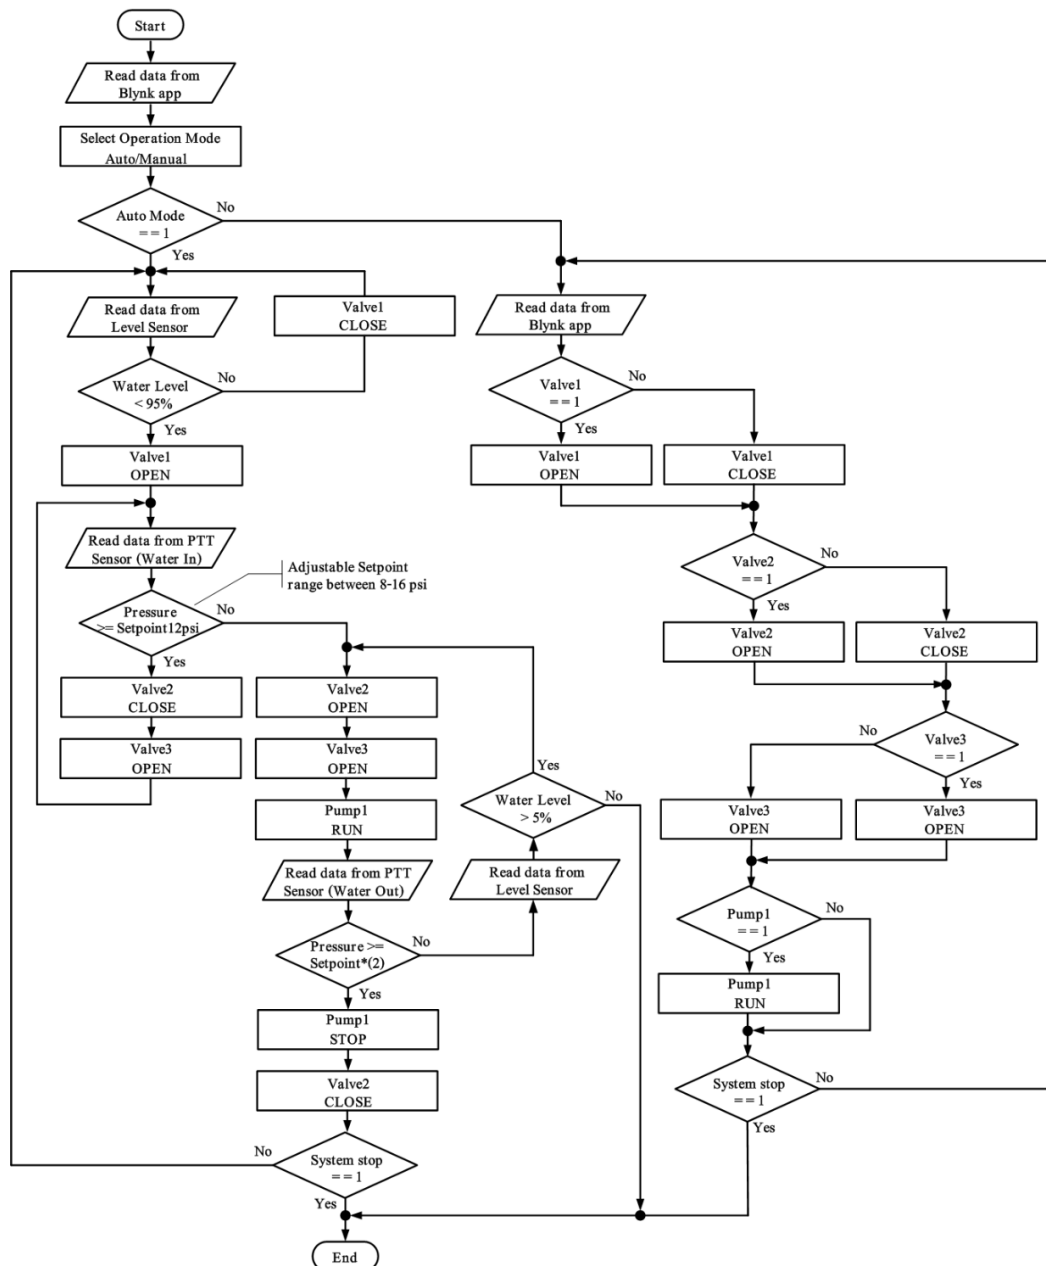 Start
Read data from
Blynk app
Select Operation Mode
Auto/Manual
Auto Mode
= = 1
No
Yes
Read data from
Level Sensor
Valve1
CLOSE
Water Level
< 95%
No
Yes
Valve1
OPEN
Read data from PTT
Sensor (Water In)
Adjustable Setpoint
range between 8-16 psi
Pressure
>= Setpoint12psi
No
Yes
Valve2
CLOSE
Valve3
OPEN
Valve2
OPEN
Valve3
OPEN
Pump1
RUN
Read data from PTT
Sensor (Water Out)
Pressure >=
Setpoint*(2)
No
Yes
Read data from
Level Sensor
Water Level
> 5%
Yes
No
Pump1
STOP
Valve2
CLOSE
System stop
= = 1
No
Yes
End
Read data from
Blynk app
Valve1
= = 1
No
Yes
Valve1
OPEN
Valve1
CLOSE
Valve2
= = 1
No
Yes
Valve2
OPEN
Valve2
CLOSE
Valve3
= = 1
No
Yes
Valve3
OPEN
Valve3
OPEN
Pump1
= = 1
No
Yes
Pump1
RUN
System stop
= = 1
No
Yes